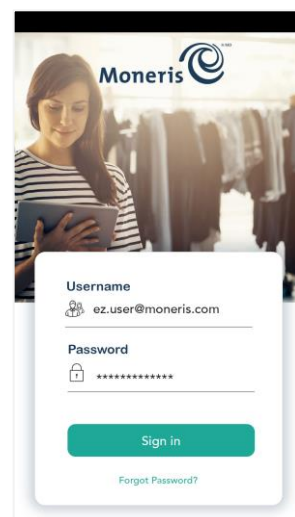 Moneris
Username
ez.user@moneris.com
Password
*************
Sign in
Forgot Password?